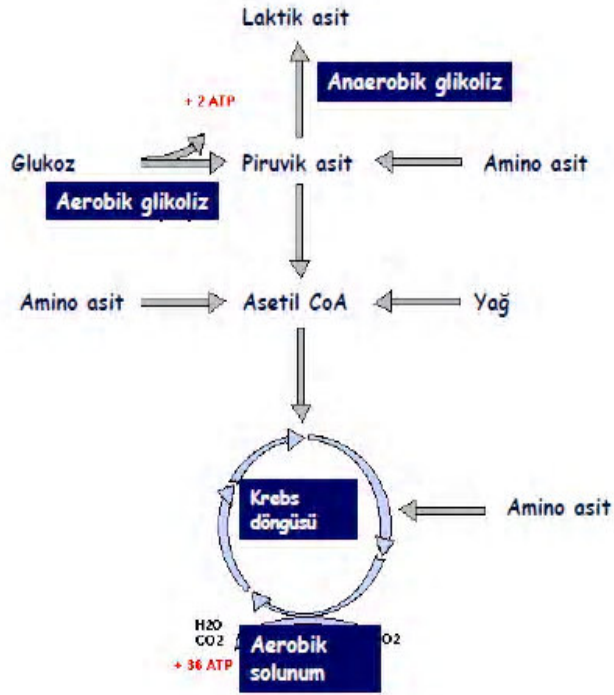 Laktik asit
Anaerobik glikoliz
+ 2 ATP
Glukoz
Piruvik asit
Amino asit
Aerobik glikoliz
Amino asit
Asetil CoA
Yağ
Krebs
döngüsü
Amino asit
H2O
CO2
Aerobik
solunum
O2
+ 36 ATP